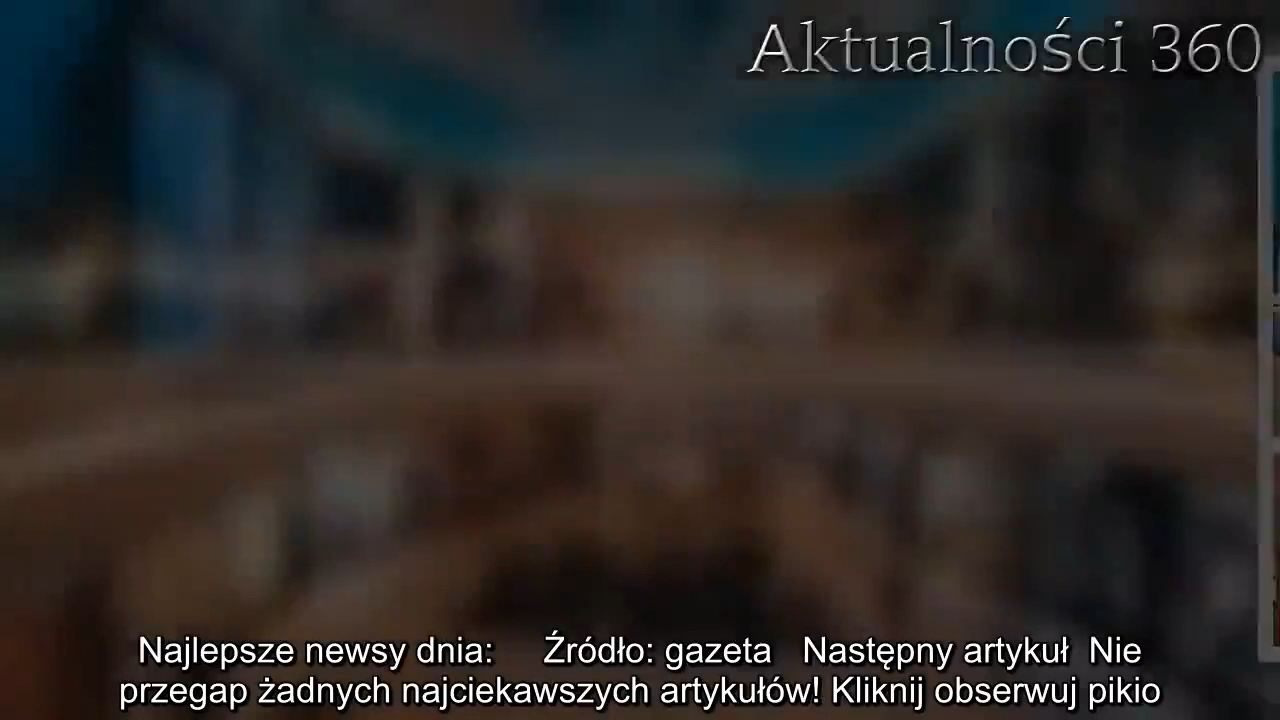 Aktualności 360
Najlepsze newsy dnia: Źródło: gazeta Następny artykuł Nie
przegap żadnych najciekawszych artykułów! Kliknij obserwuj pikio